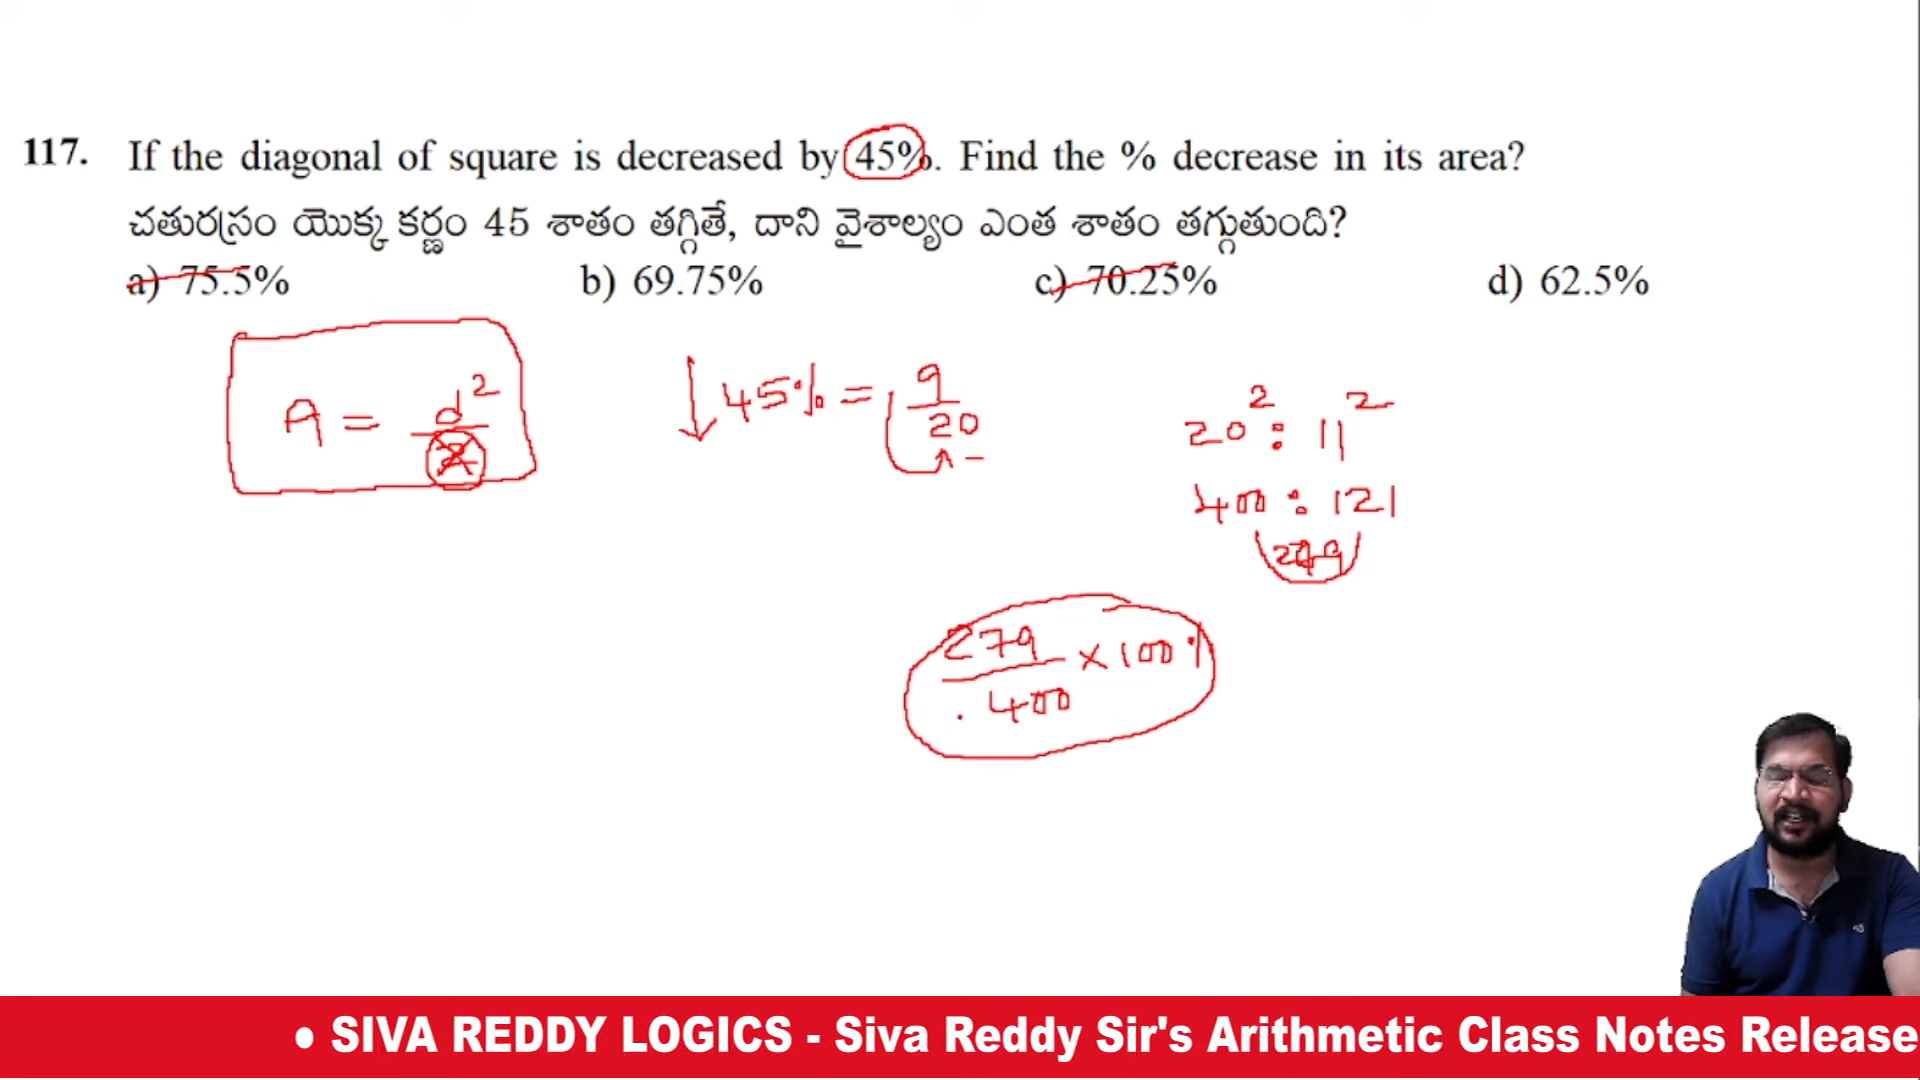 117. If the diagonal of square is decreased by 45%. Find the % decrease in its area?
చతురస్రం యొక్క కర్ణం 45 శాతం తగ్గితే, దాని వైశాల్యం ఎంత శాతం తగ్గుతుంది?
a) 75.5% b) 69.75% c) 70.25% d) 62.5%
A = d²/2
↓45% = 9/20
20² : 11²
400 : 121
279
279/400 × 100%
• SIVA REDDY LOGICS - Siva Reddy Sir's Arithmetic Class Notes Release